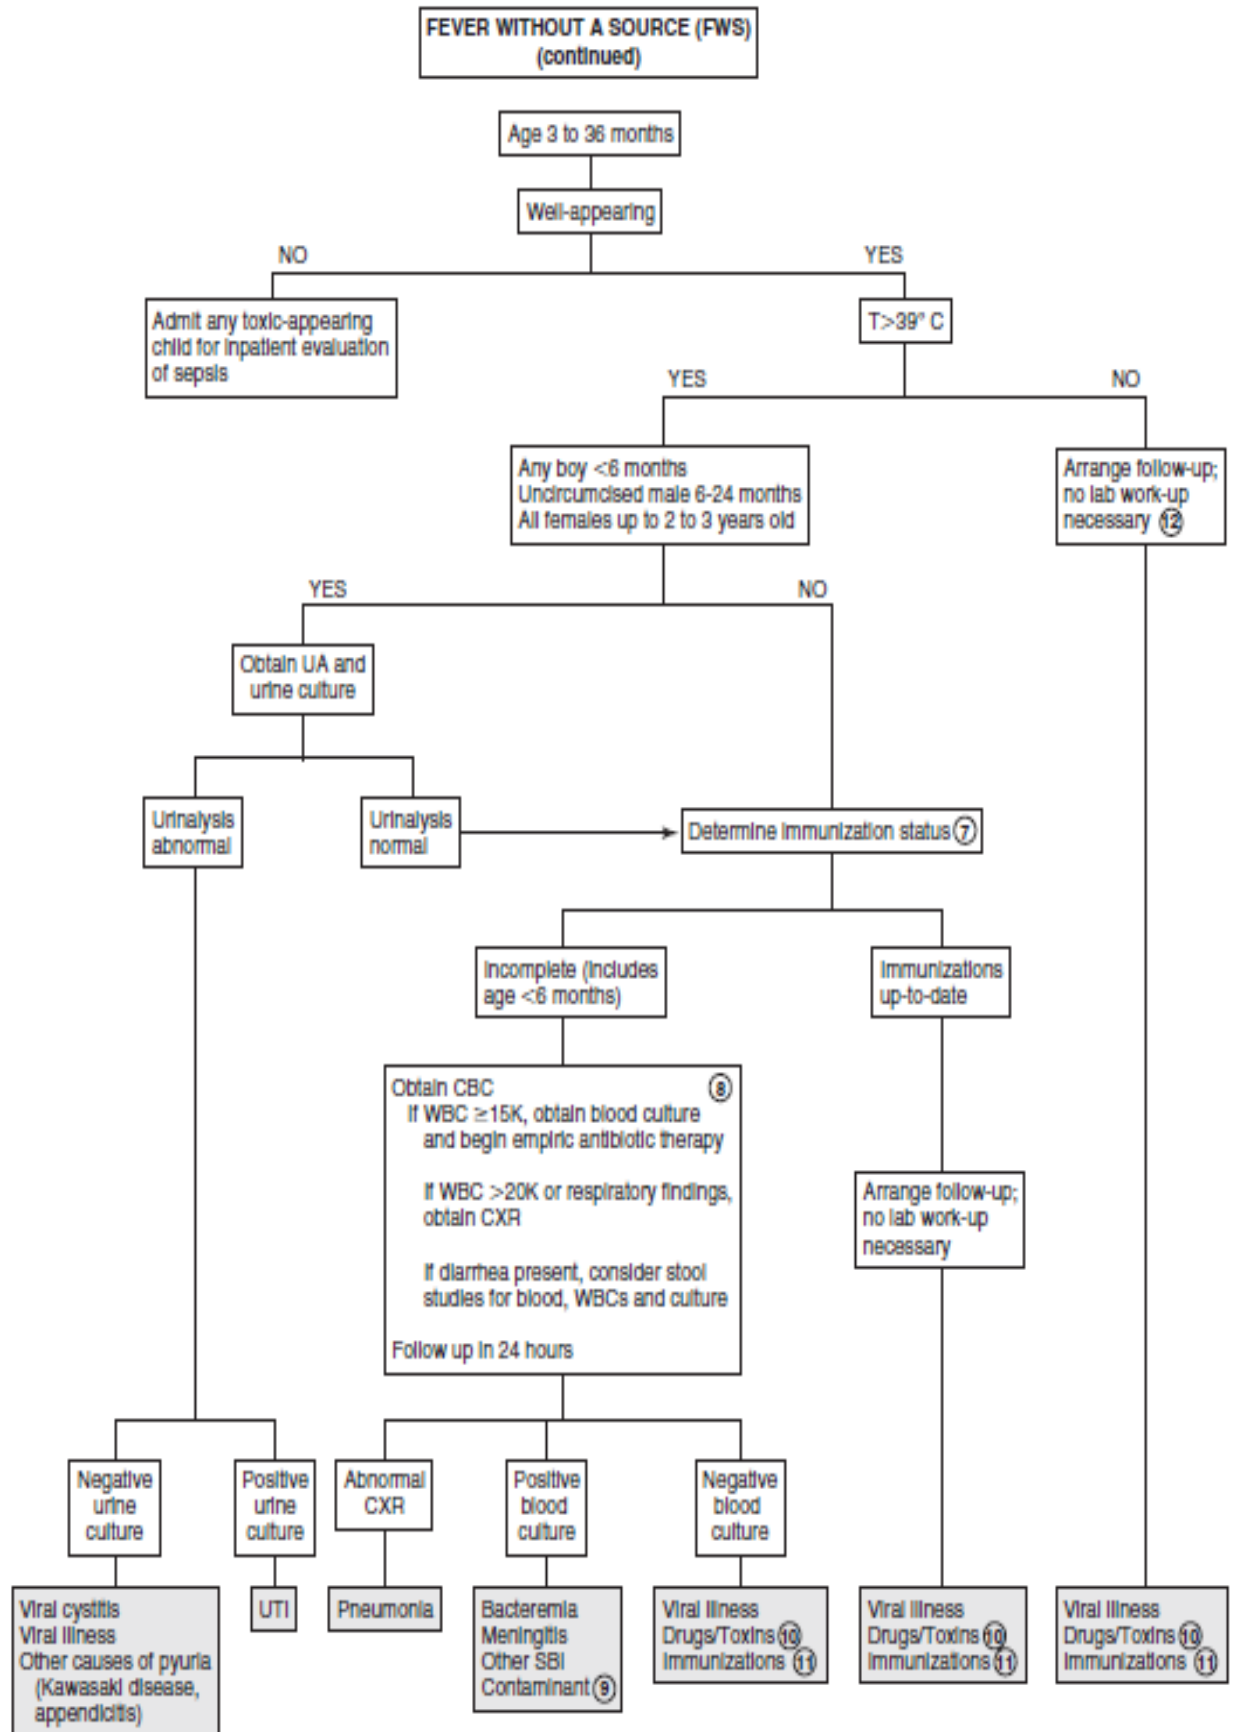 FEVER WITHOUT A SOURCE (FWS)
(continued)
Age 3 to 36 months
Well-appearing
NO
YES
Admit any toxic-appearing
child for inpatient evaluation
of sepsis
T>39° C
YES
NO
Any boy <6 months
Uncircumcised male 6-24 months
All females up to 2 to 3 years old
Arrange follow-up;
no lab work-up
necessary 12
YES
NO
Obtain UA and
urine culture
Urinalysis
abnormal
Urinalysis
normal
Determine immunization status 7
Incomplete (includes
age <6 months)
Immunizations
up-to-date
Obtain CBC 8
If WBC ≥15K, obtain blood culture
and begin empiric antibiotic therapy
If WBC >20K or respiratory findings,
obtain CXR
If diarrhea present, consider stool
studies for blood, WBCs and culture
Follow up in 24 hours
Arrange follow-up;
no lab work-up
necessary
Negative
urine
culture
Positive
urine
culture
Abnormal
CXR
Positive
blood
culture
Negative
blood
culture
Viral cystitis
Viral illness
Other causes of pyuria
(Kawasaki disease,
appendicitis)
UTI
Pneumonia
Bacteremia
Meningitis
Other SBI
Contaminant 9
Viral illness
Drugs/Toxins 10
Immunizations 11
Viral illness
Drugs/Toxins 10
Immunizations 11
Viral illness
Drugs/Toxins 10
Immunizations 11